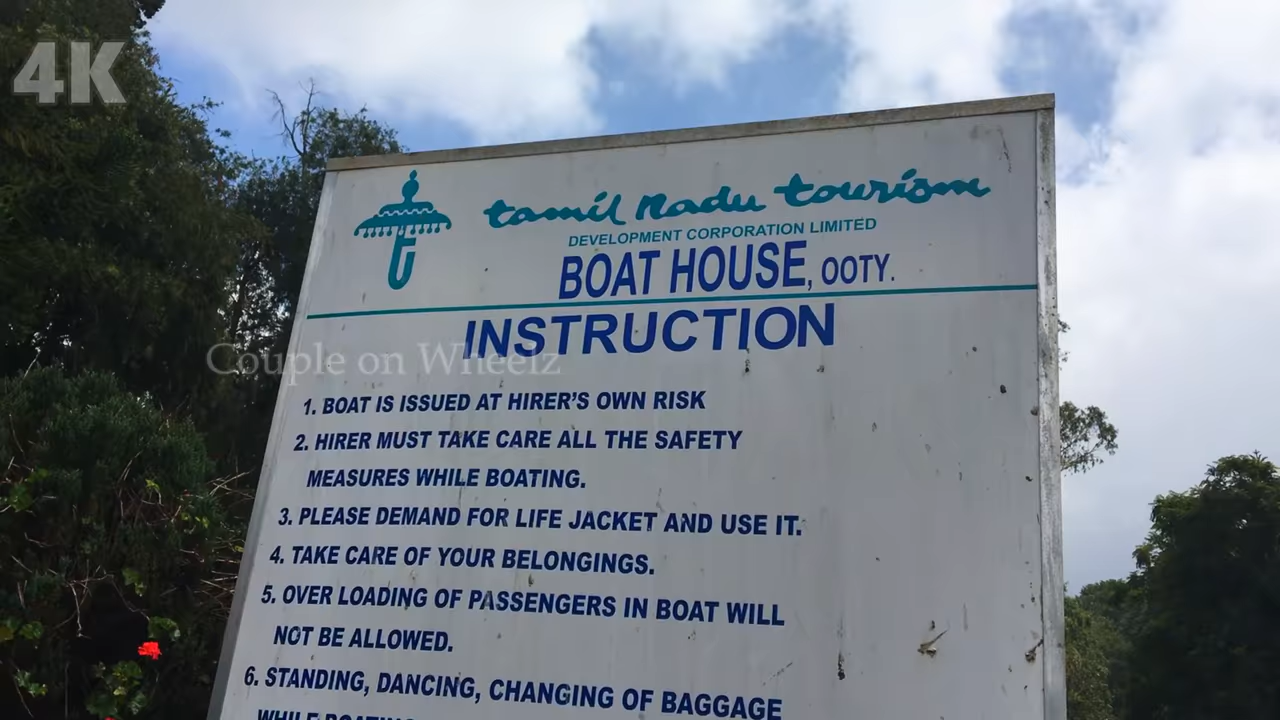 4K
tamil nadu tourism
DEVELOPMENT CORPORATION LIMITED
BOAT HOUSE, OOTY.
INSTRUCTION
Couple on Wheelz
1. BOAT IS ISSUED AT HIRER'S OWN RISK
2. HIRER MUST TAKE CARE ALL THE SAFETY
MEASURES WHILE BOATING.
3. PLEASE DEMAND FOR LIFE JACKET AND USE IT.
4. TAKE CARE OF YOUR BELONGINGS.
5. OVER LOADING OF PASSENGERS IN BOAT WILL
NOT BE ALLOWED.
6. STANDING, DANCING, CHANGING OF BAGGAGE
WHILE BOATING